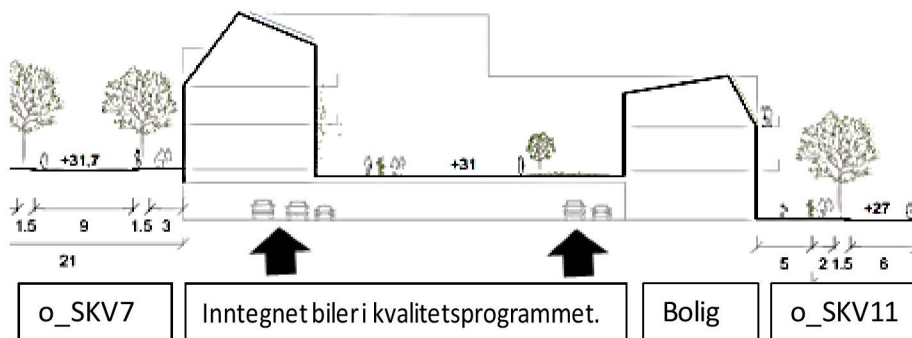 +31,7
+31
+27
1.5 9 1.5 3
5 2 1.5 6
21
o_SKV7
Inntegnet biler i kvalitetsprogrammet.
Bolig
o_SKV11